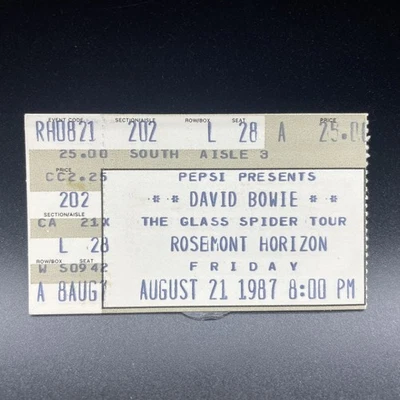 EVENT CODE SECTION/AISLE ROW/BOX SEAT PRICE
RH0821 202 L 28 A 25.00
25.00 SOUTH AISLE 3
PRICE
CC2.25
SECTION/AISLE
202
CA 21X
ROW/BOX SEAT
L 28
W 50942
A 8AUG7
PEPSI PRESENTS
* * DAVID BOWIE * *
THE GLASS SPIDER TOUR
ROSEMONT HORIZON
FRIDAY
AUGUST 21 1987 8:00 PM